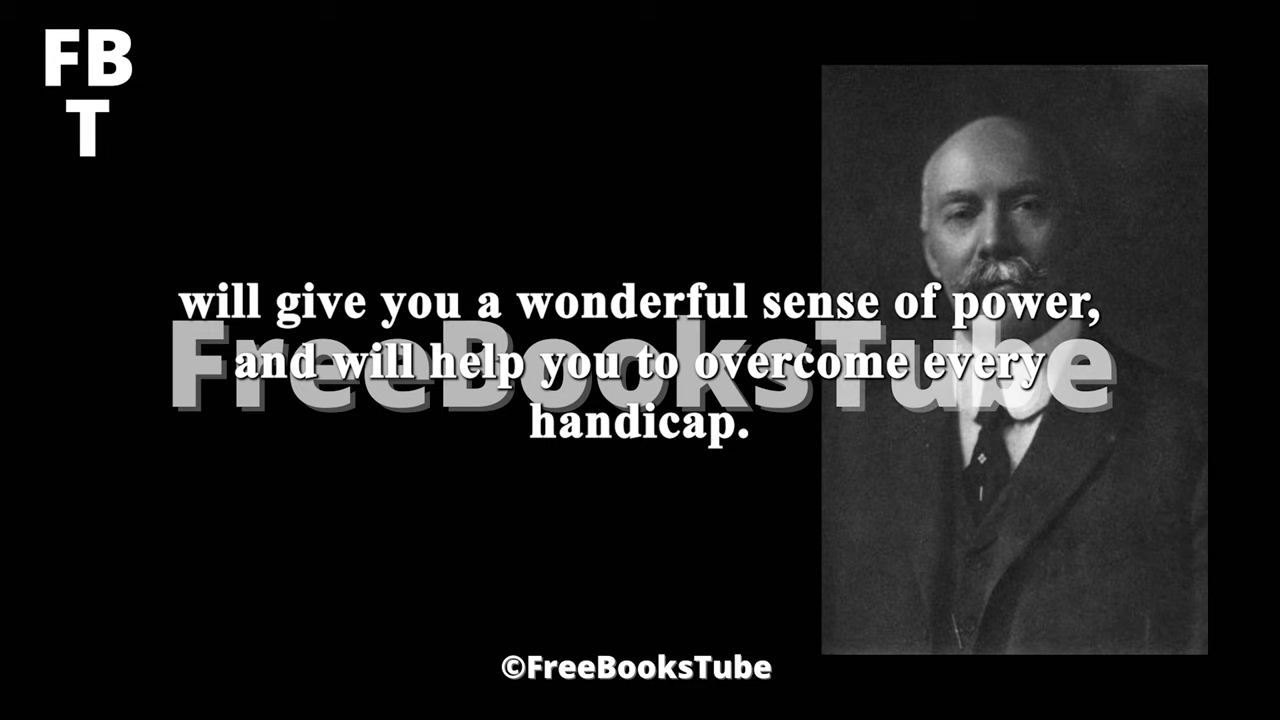 FB
T
will give you a wonderful sense of power,
FreeBooksTube
and will help you to overcome every
handicap.
©FreeBooksTube